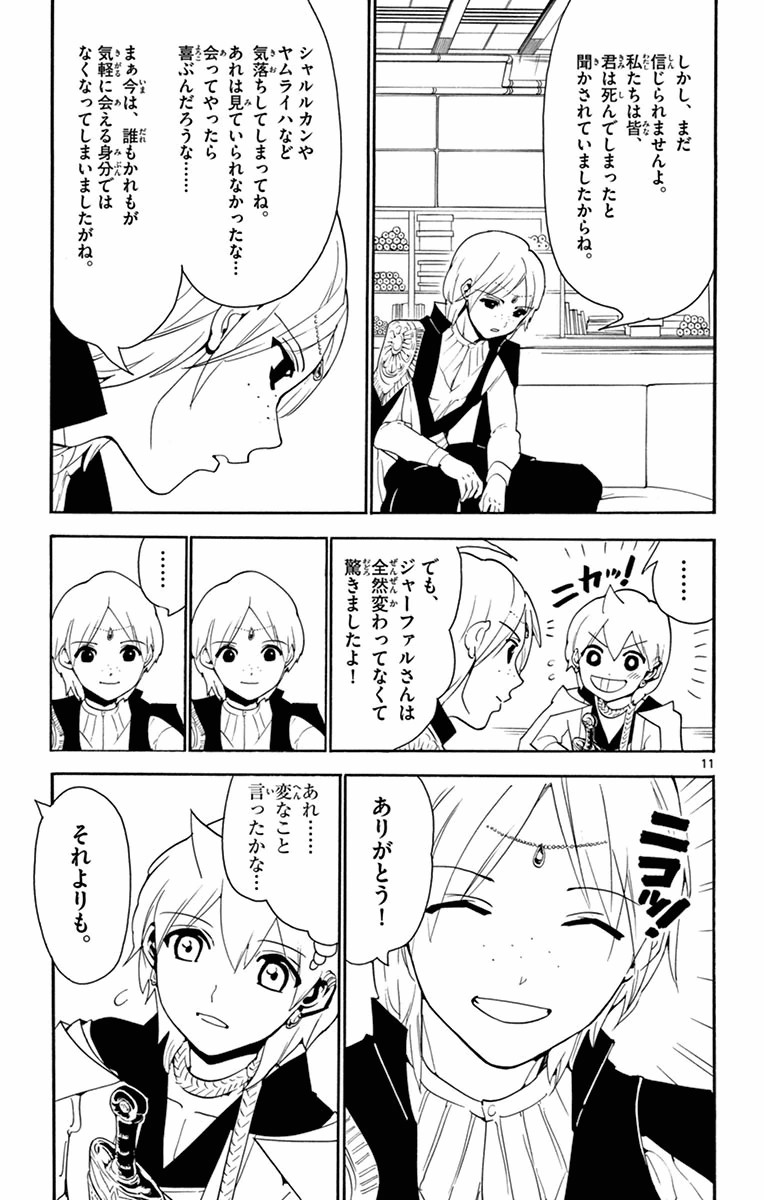 しかし、まだ
信じられませんよ。
私たちは皆、
君は死んでしまったと
聞かされていましたからね。
シャルルカンや
ヤムライハなど
気落ちしてしまってね。
あれは見ていられなかったな…
会ってやったら
喜ぶんだろうな……
まぁ今は、誰もかれもが
気軽に会える身分では
なくなってしまいましたがね。
……
ニカッ!
でも、
ジャーファルさんは
全然変わってなくて
驚きましたよ!
……
11
ニコッ!
ありがとう!
あれ……
変なこと
言ったかな…
それよりも。